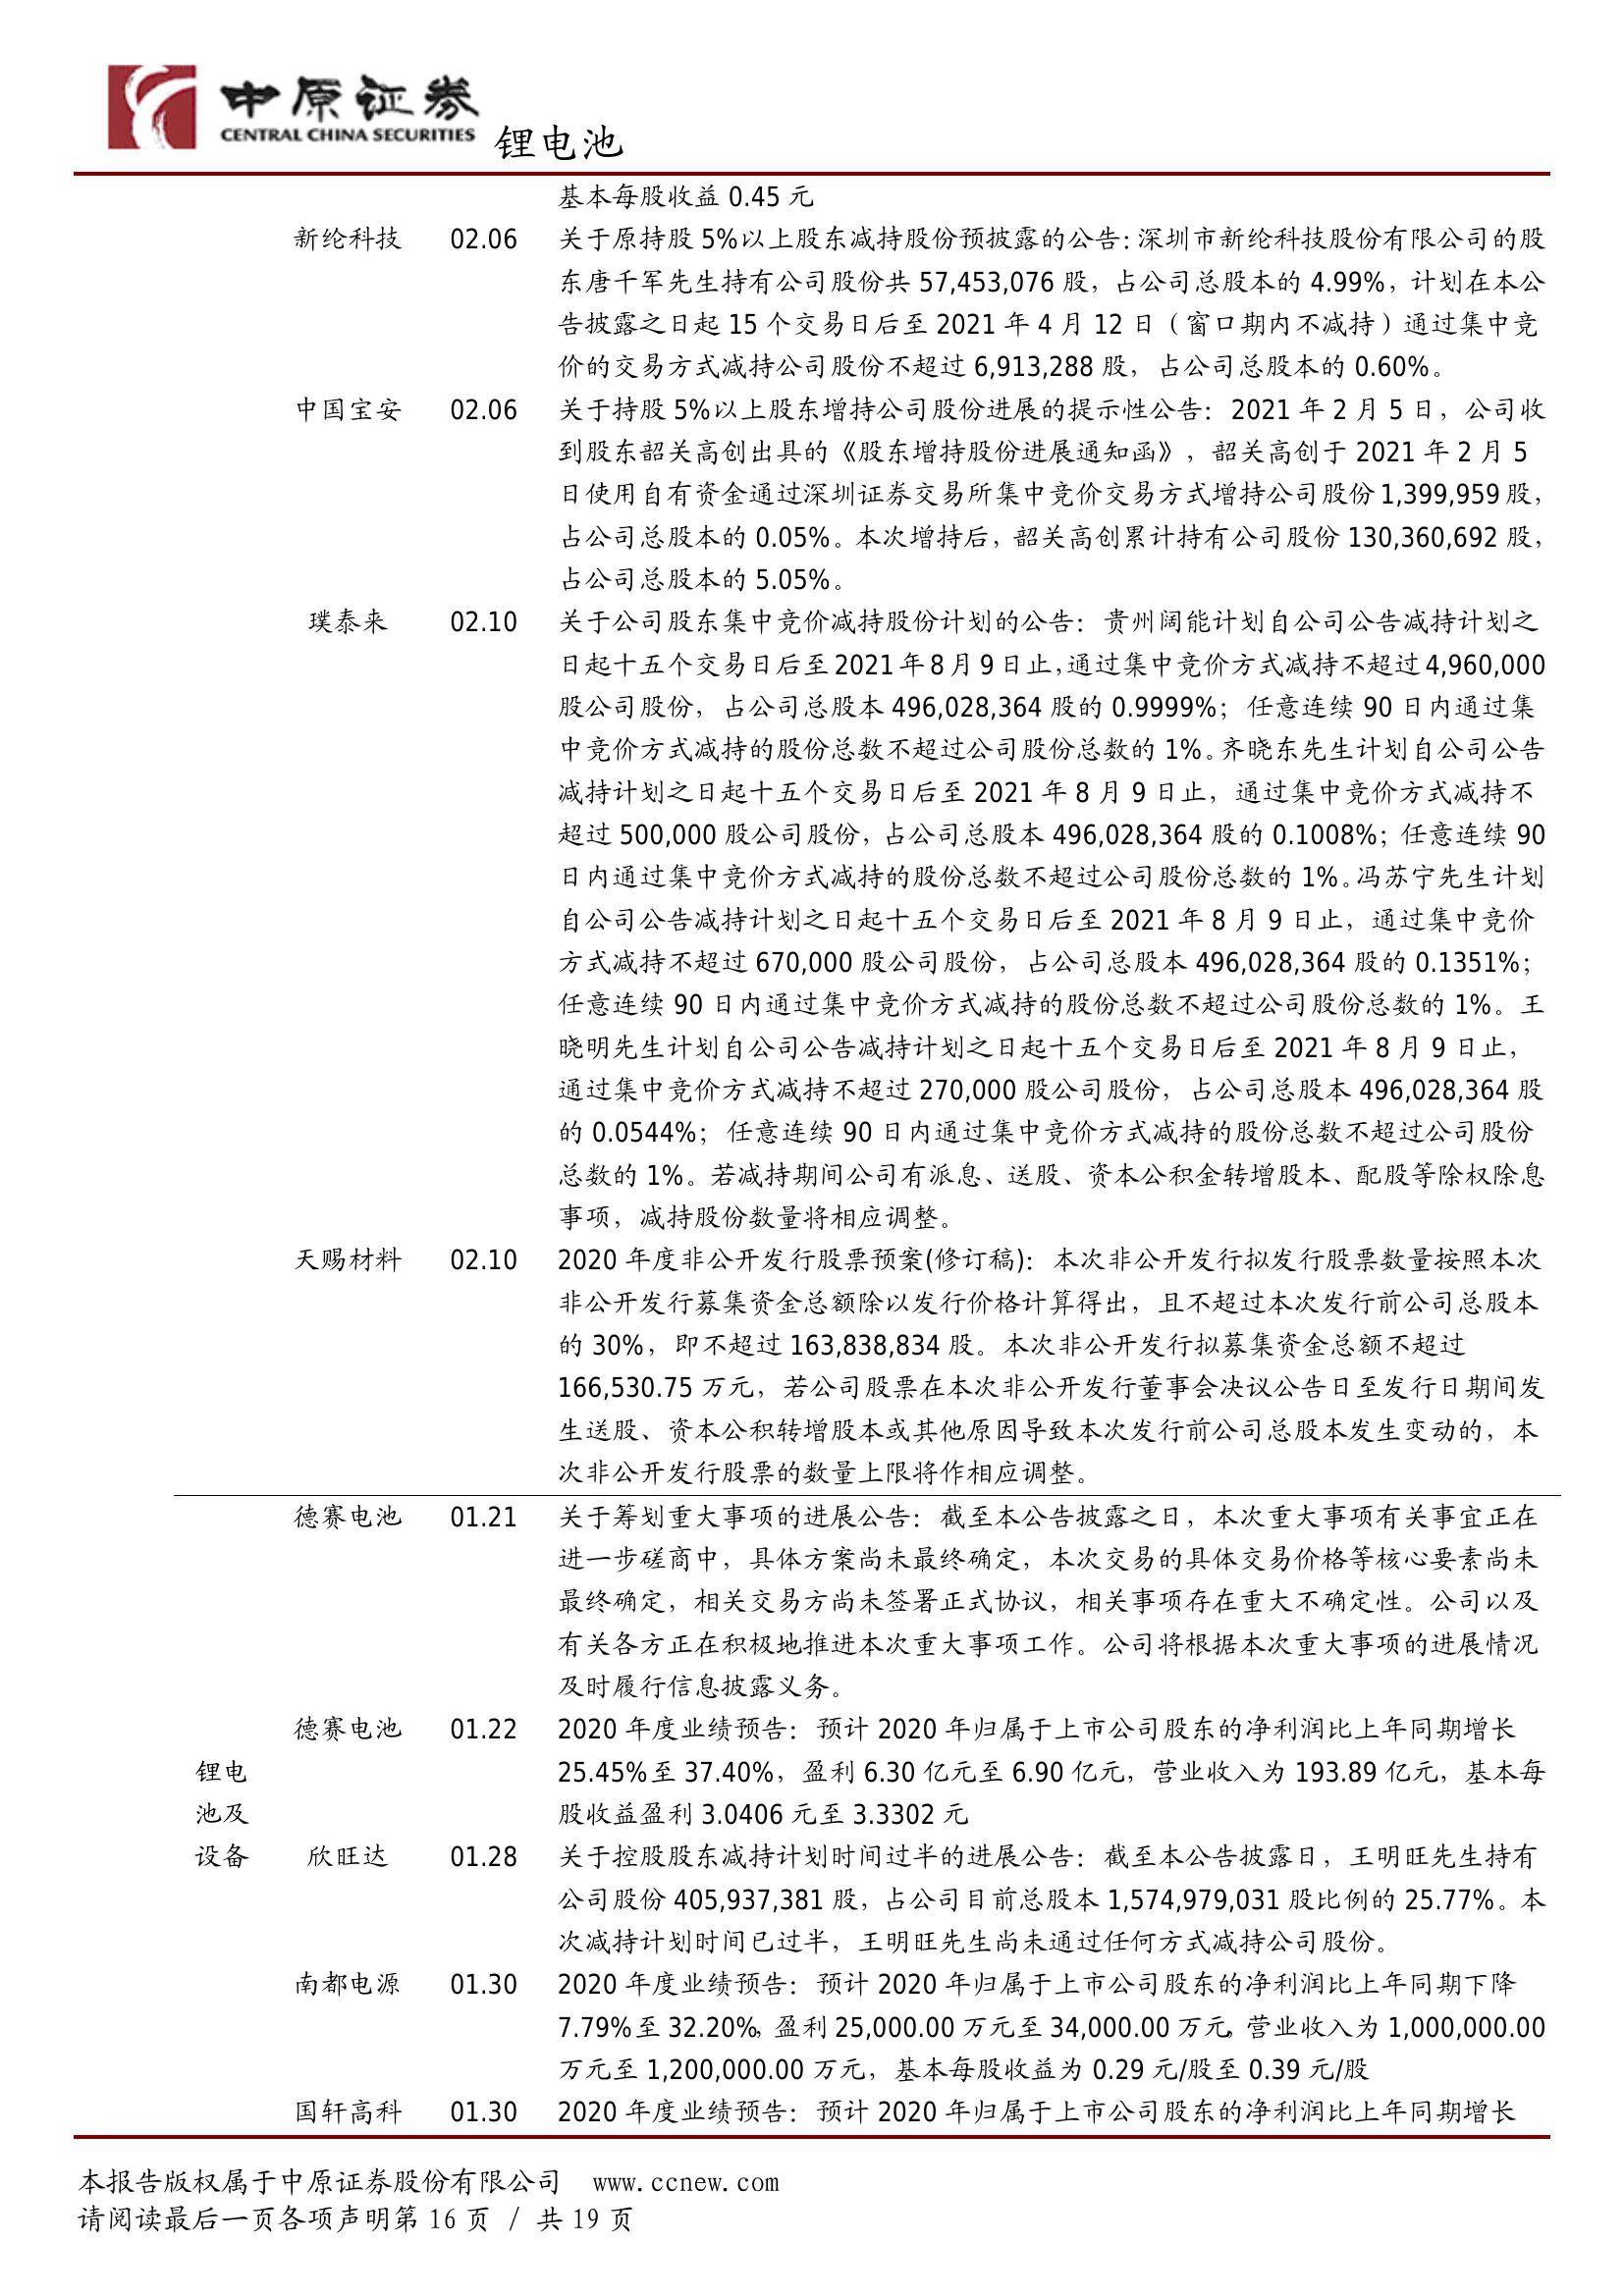 中原证券
CENTRAL CHINA SECURITIES
锂电池
基本每股收益 0.45 元
新纶科技 02.06 关于原持股 5%以上股东减持股份预披露的公告：深圳市新纶科技股份有限公司的股
东唐千军先生持有公司股份共 57,453,076 股，占公司总股本的 4.99%，计划在本公
告披露之日起 15 个交易日后至 2021 年 4 月 12 日（窗口期内不减持）通过集中竞
价的交易方式减持公司股份不超过 6,913,288 股，占公司总股本的 0.60%。
中国宝安 02.06 关于持股 5%以上股东增持公司股份进展的提示性公告：2021 年 2 月 5 日，公司收
到股东韶关高创出具的《股东增持股份进展通知函》，韶关高创于 2021 年 2 月 5
日使用自有资金通过深圳证券交易所集中竞价交易方式增持公司股份 1,399,959 股，
占公司总股本的 0.05%。本次增持后，韶关高创累计持有公司股份 130,360,692 股，
占公司总股本的 5.05%。
璞泰来 02.10 关于公司股东集中竞价减持股份计划的公告：贵州阔能计划自公司公告减持计划之
日起十五个交易日后至 2021 年 8 月 9 日止，通过集中竞价方式减持不超过 4,960,000
股公司股份，占公司总股本 496,028,364 股的 0.9999%；任意连续 90 日内通过集
中竞价方式减持的股份总数不超过公司股份总数的 1%。齐晓东先生计划自公司公告
减持计划之日起十五个交易日后至 2021 年 8 月 9 日止，通过集中竞价方式减持不
超过 500,000 股公司股份，占公司总股本 496,028,364 股的 0.1008%；任意连续 90
日内通过集中竞价方式减持的股份总数不超过公司股份总数的 1%。冯苏宁先生计划
自公司公告减持计划之日起十五个交易日后至 2021 年 8 月 9 日止，通过集中竞价
方式减持不超过 670,000 股公司股份，占公司总股本 496,028,364 股的 0.1351%；
任意连续 90 日内通过集中竞价方式减持的股份总数不超过公司股份总数的 1%。王
晓明先生计划自公司公告减持计划之日起十五个交易日后至 2021 年 8 月 9 日止，
通过集中竞价方式减持不超过 270,000 股公司股份，占公司总股本 496,028,364 股
的 0.0544%；任意连续 90 日内通过集中竞价方式减持的股份总数不超过公司股份
总数的 1%。若减持期间公司有派息、送股、资本公积金转增股本、配股等除权除息
事项，减持股份数量将相应调整。
天赐材料 02.10 2020 年度非公开发行股票预案(修订稿)：本次非公开发行拟发行股票数量按照本次
非公开发行募集资金总额除以发行价格计算得出，且不超过本次发行前公司总股本
的 30%，即不超过 163,838,834 股。本次非公开发行拟募集资金总额不超过
166,530.75 万元，若公司股票在本次非公开发行董事会决议公告日至发行日期间发
生送股、资本公积转增股本或其他原因导致本次发行前公司总股本发生变动的，本
次非公开发行股票的数量上限将作相应调整。
德赛电池 01.21 关于筹划重大事项的进展公告：截至本公告披露之日，本次重大事项有关事宜正在
进一步磋商中，具体方案尚未最终确定，本次交易的具体交易价格等核心要素尚未
最终确定，相关交易方尚未签署正式协议，相关事项存在重大不确定性。公司以及
有关各方正在积极地推进本次重大事项工作。公司将根据本次重大事项的进展情况
及时履行信息披露义务。
德赛电池 01.22 2020 年度业绩预告：预计 2020 年归属于上市公司股东的净利润比上年同期增长
锂电 25.45%至 37.40%，盈利 6.30 亿元至 6.90 亿元，营业收入为 193.89 亿元，基本每
池及 股收益盈利 3.0406 元至 3.3302 元
设备 欣旺达 01.28 关于控股股东减持计划时间过半的进展公告：截至本公告披露日，王明旺先生持有
公司股份 405,937,381 股，占公司目前总股本 1,574,979,031 股比例的 25.77%。本
次减持计划时间已过半，王明旺先生尚未通过任何方式减持公司股份。
南都电源 01.30 2020 年度业绩预告：预计 2020 年归属于上市公司股东的净利润比上年同期下降
7.79%至 32.20%，盈利 25,000.00 万元至 34,000.00 万元，营业收入为 1,000,000.00
万元至 1,200,000.00 万元，基本每股收益为 0.29 元/股至 0.39 元/股
国轩高科 01.30 2020 年度业绩预告：预计 2020 年归属于上市公司股东的净利润比上年同期增长
本报告版权属于中原证券股份有限公司 www.ccnew.com
请阅读最后一页各项声明第 16 页 / 共 19 页